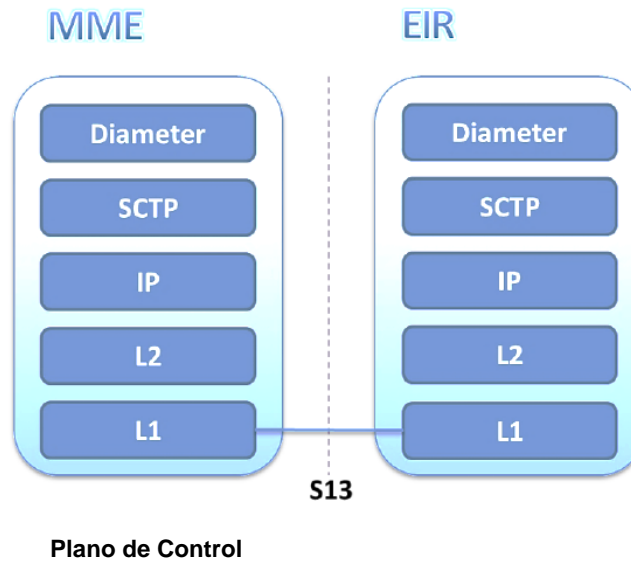 MME
EIR
Diameter
Diameter
SCTP
SCTP
IP
IP
L2
L2
L1
L1
S13
Plano de Control